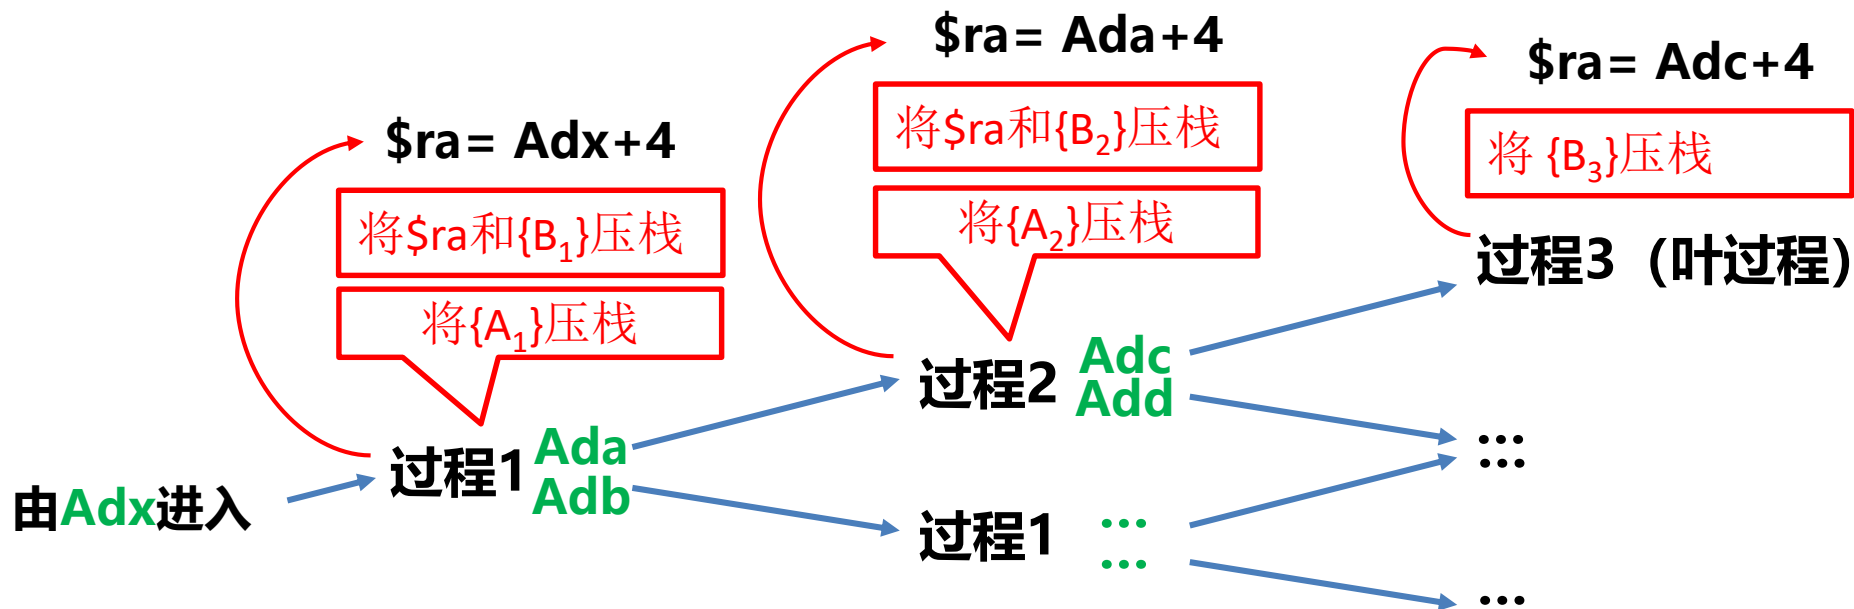 由Adx进入
$ra= Adx+4
将$ra和{B1}压栈
将{A1}压栈
过程1
Ada
Adb
$ra= Ada+4
将$ra和{B2}压栈
将{A2}压栈
过程2
Adc
Add
过程1
...
...
$ra= Adc+4
将 {B3}压栈
过程3（叶过程）
...
...
...